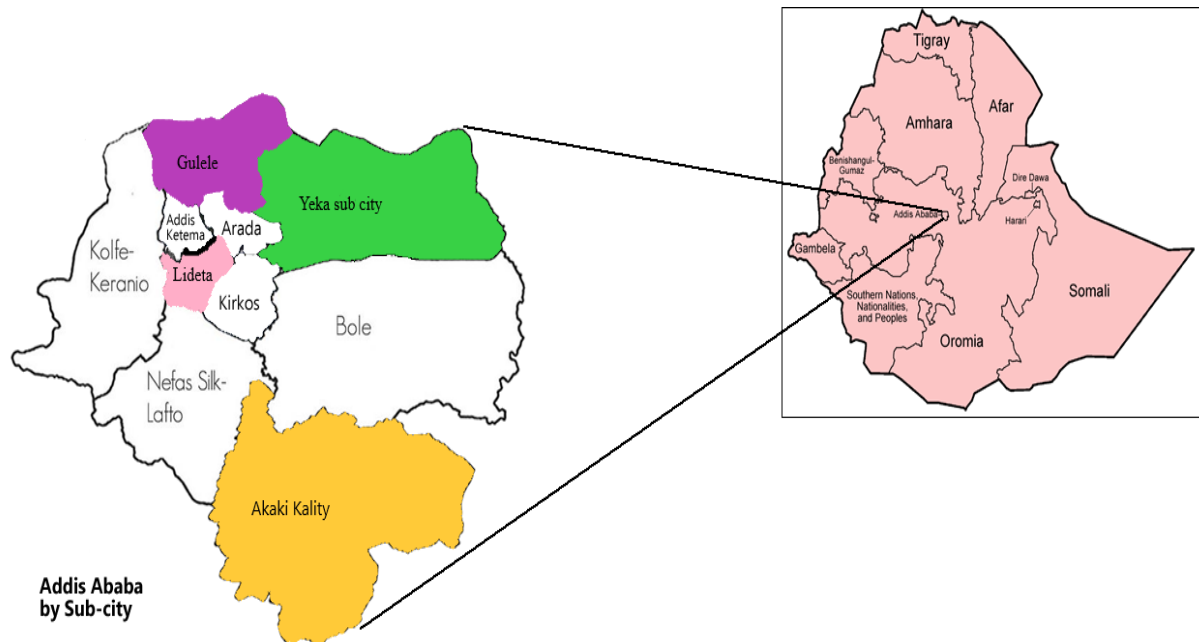 Gulele
Yeka sub city
Addis
Ketema
Arada
Kolfe-
Keranio
Lideta
Kirkos
Bole
Nefas Silk-
Lafto
Akaki Kality
Addis Ababa
by Sub-city
Tigray
Afar
Amhara
Benishangul-
Gumaz
Dire Dawa
Addis Ababa
Harari
Gambela
Somali
Southern Nations,
Nationalities,
and Peoples
Oromia